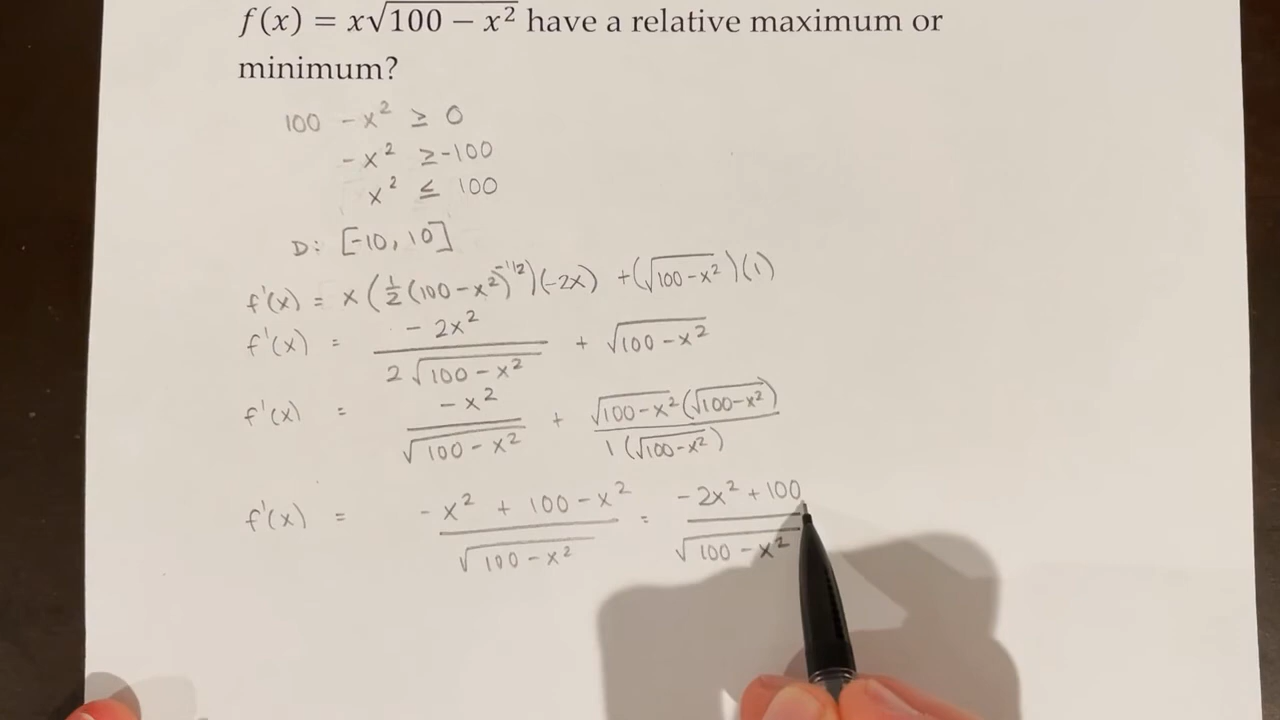 f(x) = x√(100 − x²) have a relative maximum or
minimum?
100 − x² ≥ 0
−x² ≥ −100
x² ≤ 100
D: [−10, 10]
f'(x) = x(½(100 − x²)^(−1/2))(−2x) + (√(100 − x²))(1)
f'(x) = −2x² / 2√(100 − x²) + √(100 − x²)
f'(x) = −x² / √(100 − x²) + √(100 − x²)(√(100 − x²)) / 1(√(100 − x²))
f'(x) = (−x² + 100 − x²) / √(100 − x²) = (−2x² + 100) / √(100 − x²)